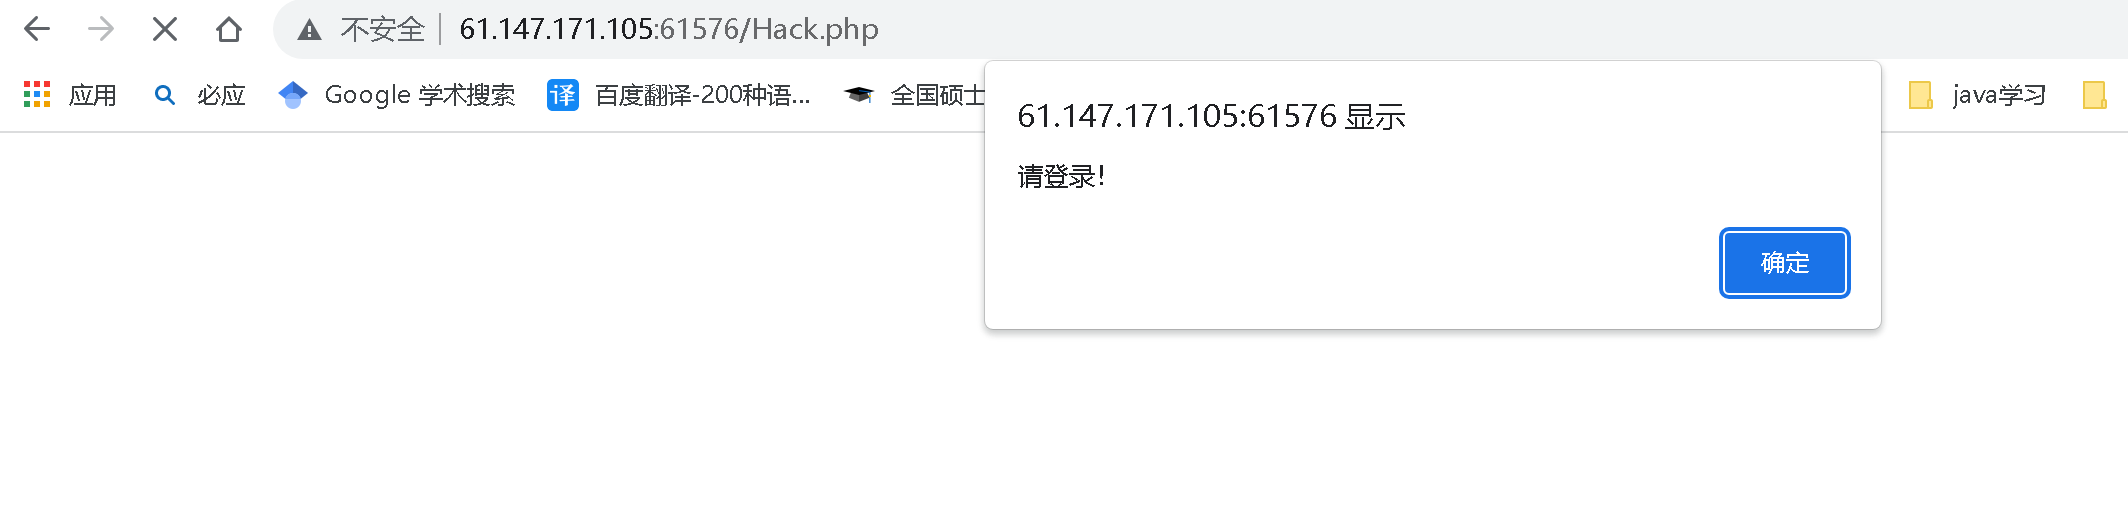 不安全 61.147.171.105:61576/Hack.php
应用 必应 Google 学术搜索 百度翻译-200种语... 全国硕士 java学习
译
61.147.171.105:61576 显示
请登录!
确定